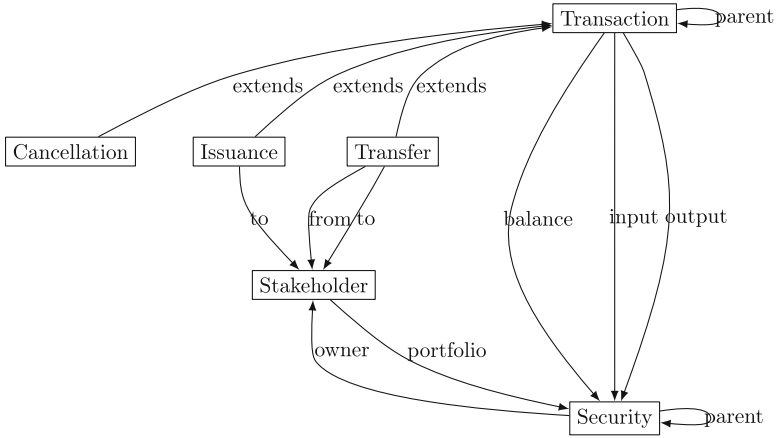 Transaction
parent
extends
extends
extends
Cancellation
Issuance
Transfer
to
from
to
balance
input
output
Stakeholder
owner
portfolio
Security
parent